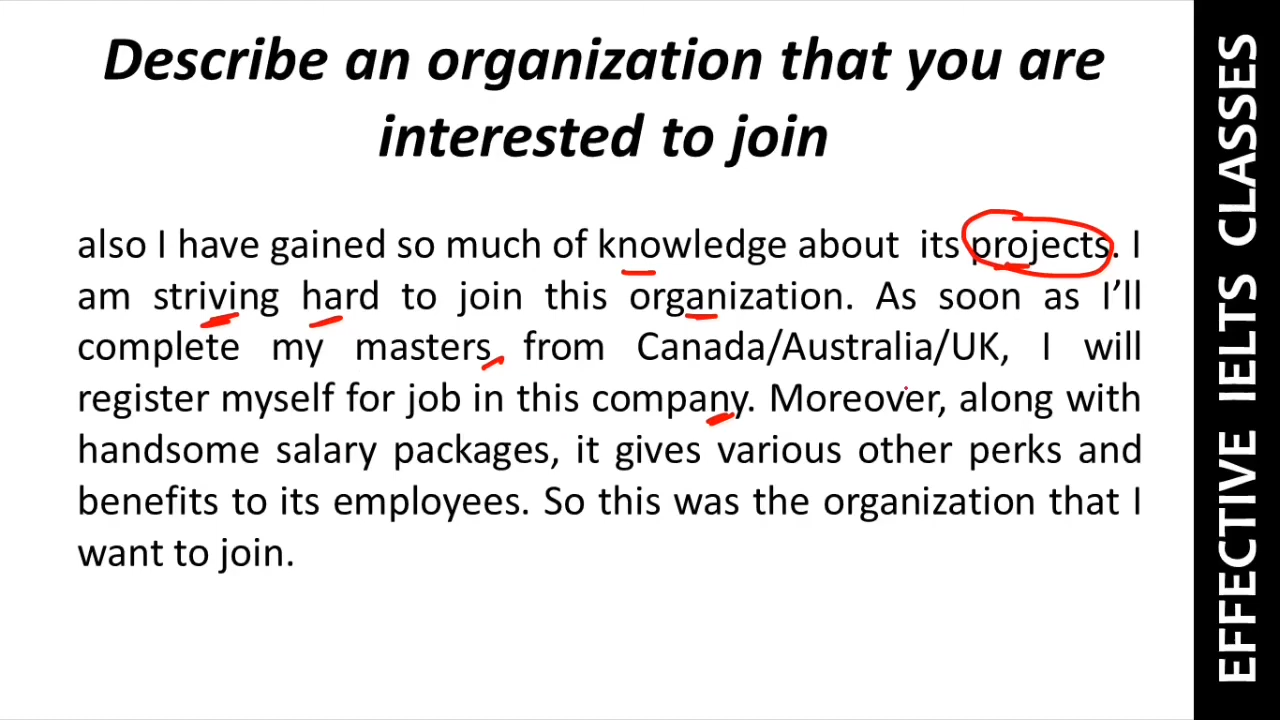 Describe an organization that you are
interested to join
also I have gained so much of knowledge about its projects. I
am striving hard to join this organization. As soon as I’ll
complete my masters from Canada/Australia/UK, I will
register myself for job in this company. Moreover, along with
handsome salary packages, it gives various other perks and
benefits to its employees. So this was the organization that I
want to join.
EFFECTIVE IELTS CLASSES